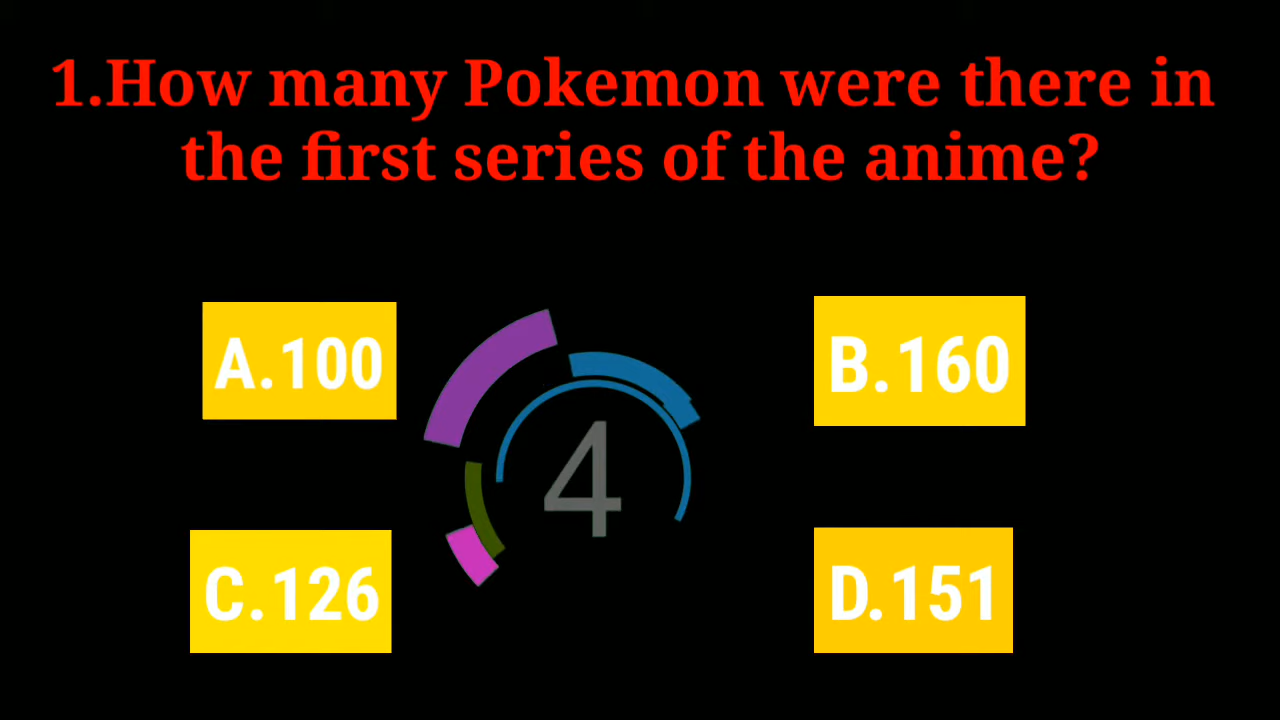 1.How many Pokemon were there in
the first series of the anime?
A.100
B.160
4
C.126
D.151